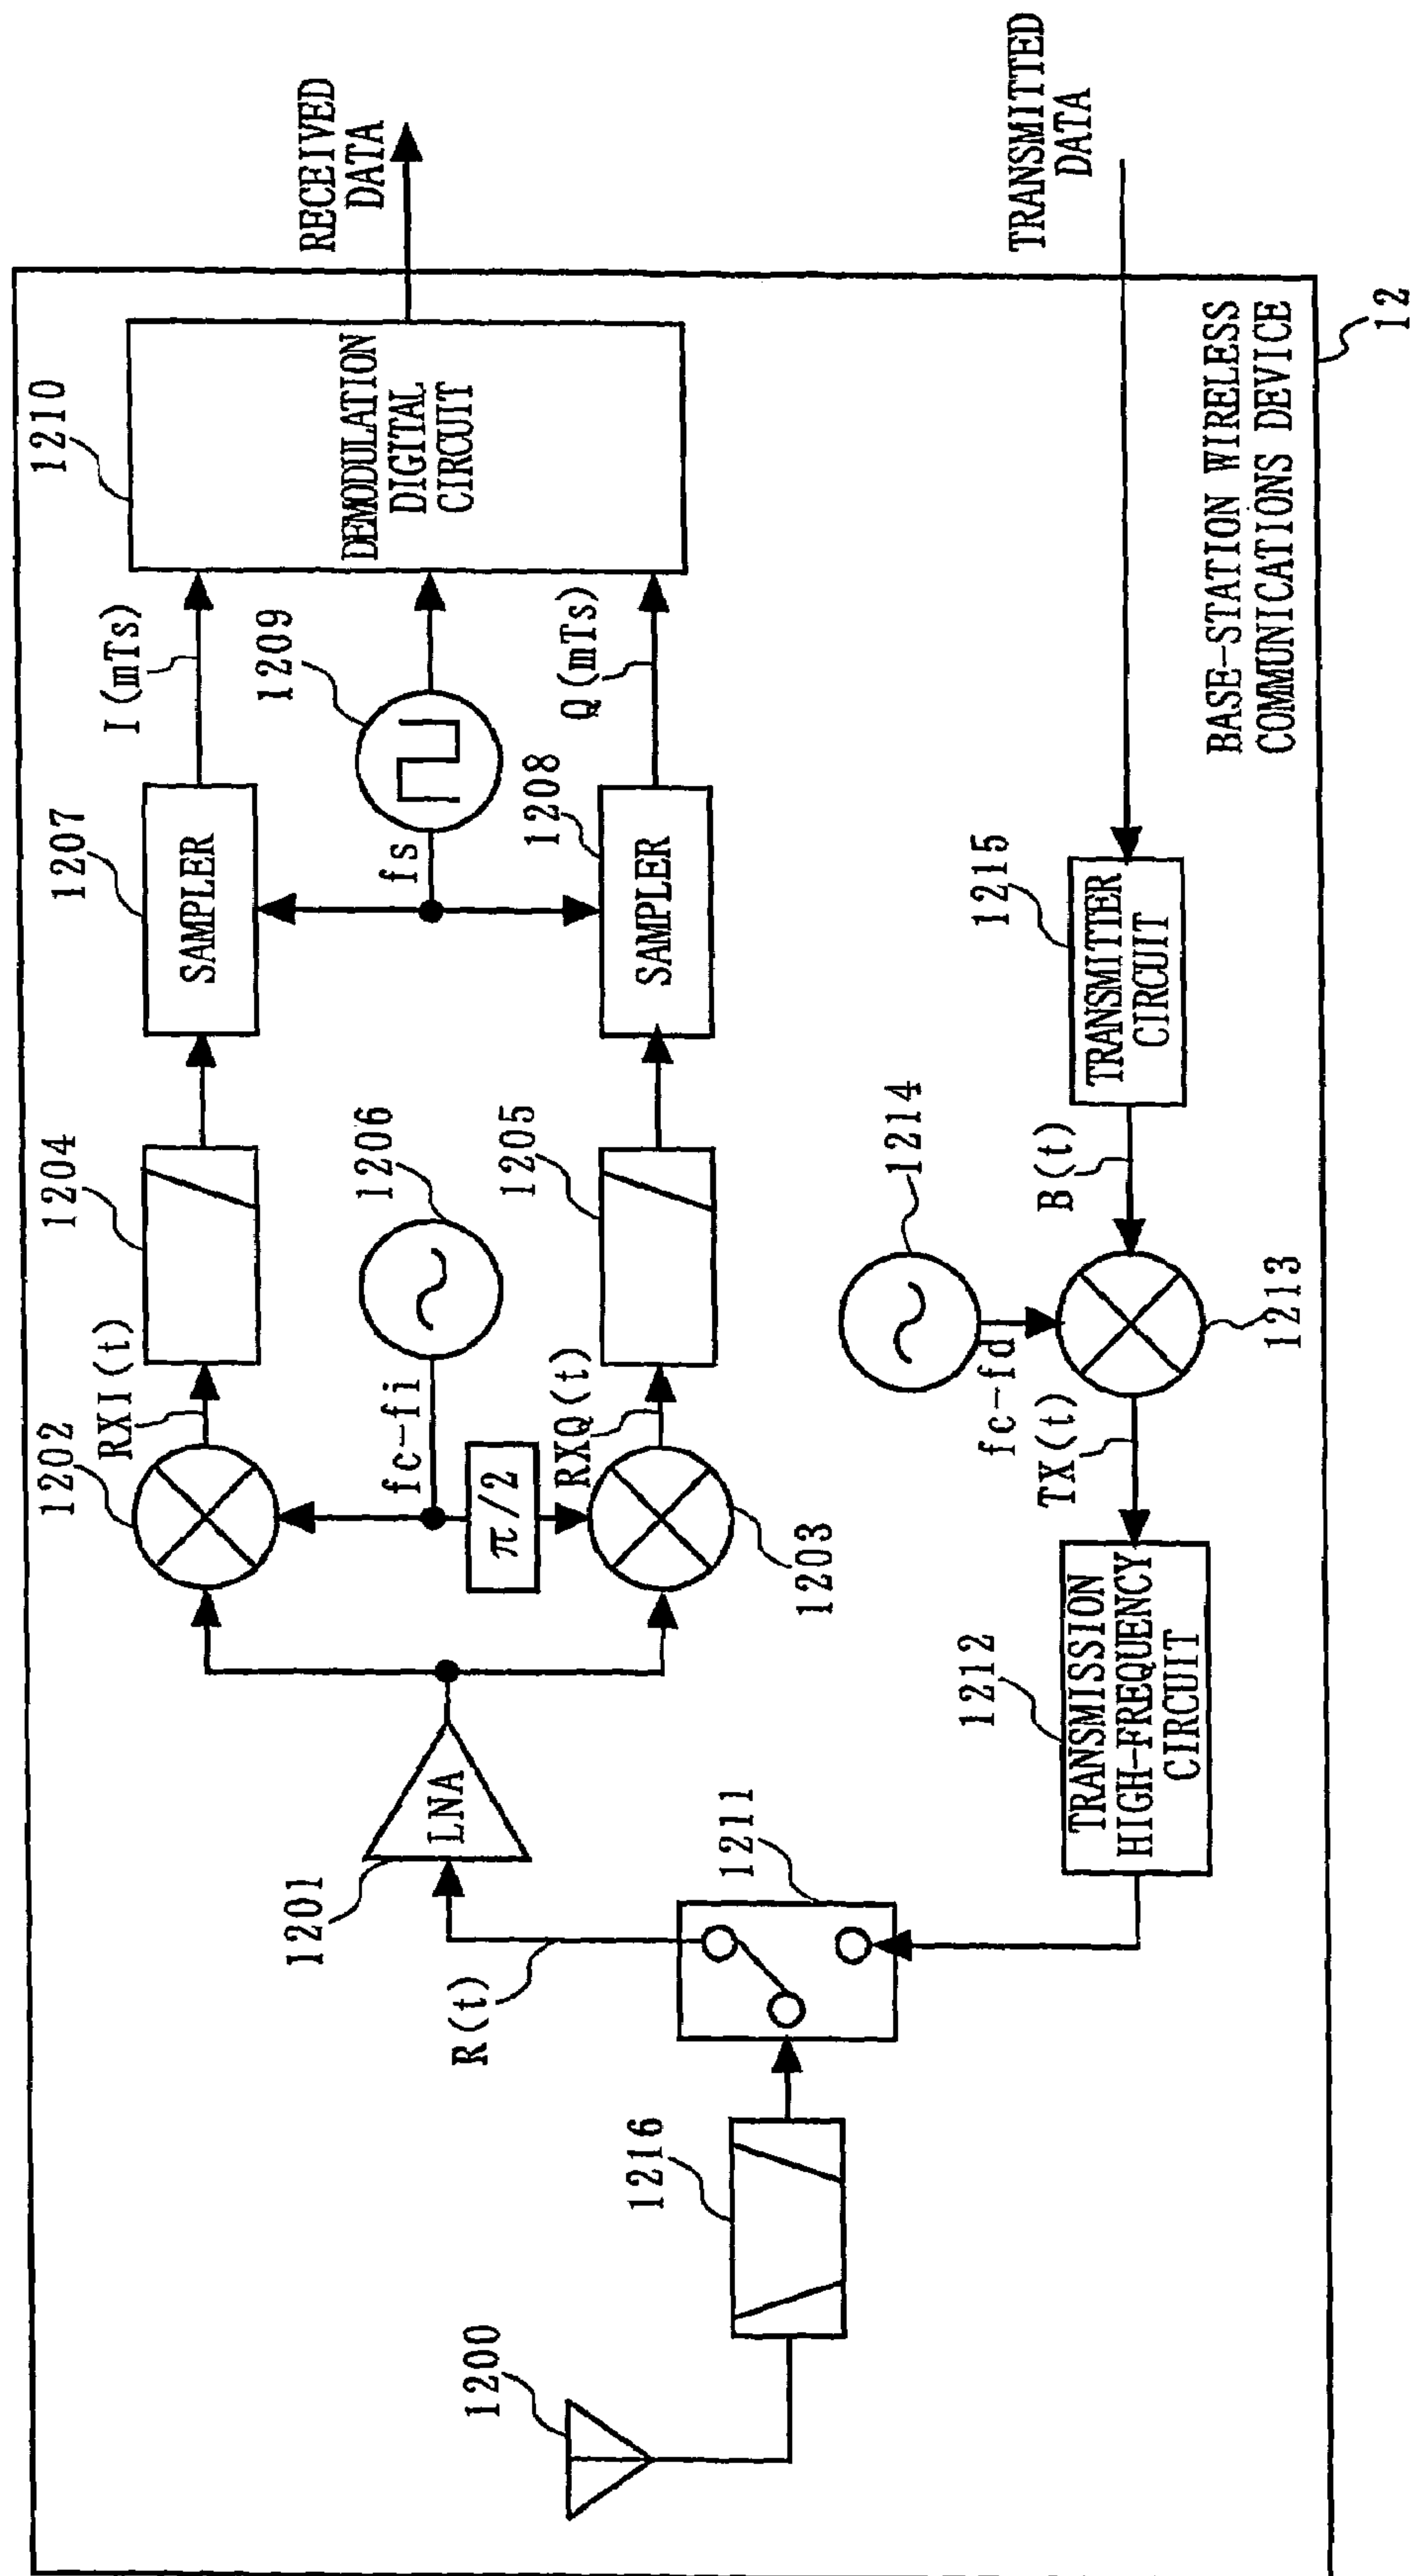 RECEIVED
DATA
TRANSMITTED
DATA
1210
DEMODULATION
DIGITAL
CIRCUIT
I(mTs)
1209
Q(mTs)
1207
SAMPLER
fs
1208
SAMPLER
1204
1206
1205
RXI(t)
1202
fc-fi
π/2
RXQ(t)
1203
LNA
1201
R(t)
1211
1216
1200
BASE-STATION WIRELESS
COMMUNICATIONS DEVICE
12
1215
TRANSMITTER
CIRCUIT
B(t)
1214
fc-fd
1213
TX(t)
1212
TRANSMISSION
HIGH-FREQUENCY
CIRCUIT